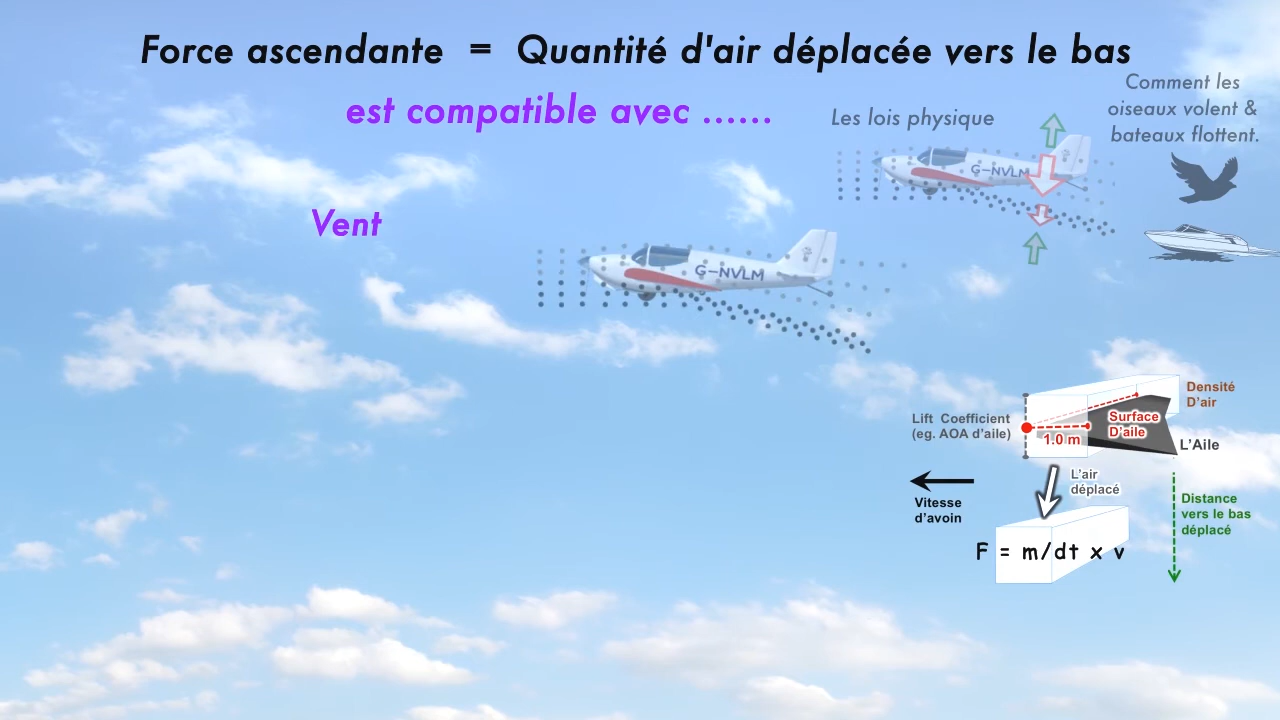 Force ascendante = Quantité d'air déplacée vers le bas
est compatible avec ......
Les lois physique
Comment les
oiseaux volent &
bateaux flottent.
G-NVLM
Vent
G-NVLM
Densité
D'air
Lift Coefficient
(eg. AOA d'aile)
Surface
D'aile
1.0 m
L'Aile
L'air
déplacé
Vitesse
d'avoin
Distance
vers le bas
déplacé
F = m/dt x v